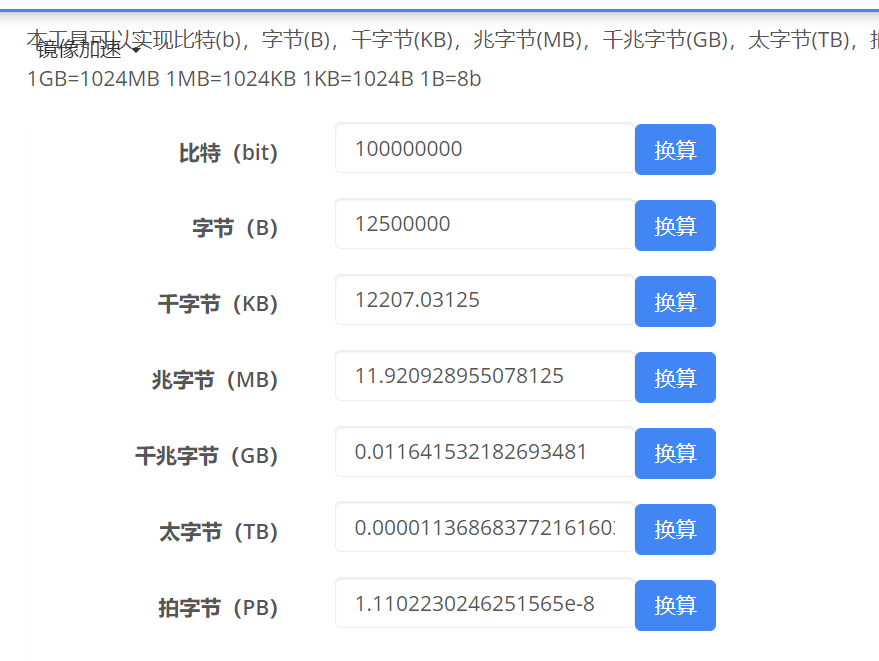 本工具可以实现比特(b)，字节(B)，千字节(KB)，兆字节(MB)，千兆字节(GB)，太字节(TB)，
镜像加速
1GB=1024MB 1MB=1024KB 1KB=1024B 1B=8b
比特（bit） 100000000 换算
字节（B） 12500000 换算
千字节（KB） 12207.03125 换算
兆字节（MB） 11.920928955078125 换算
千兆字节（GB） 0.011641532182693481 换算
太字节（TB） 0.000011368683772161603 换算
拍字节（PB） 1.1102230246251565e-8 换算